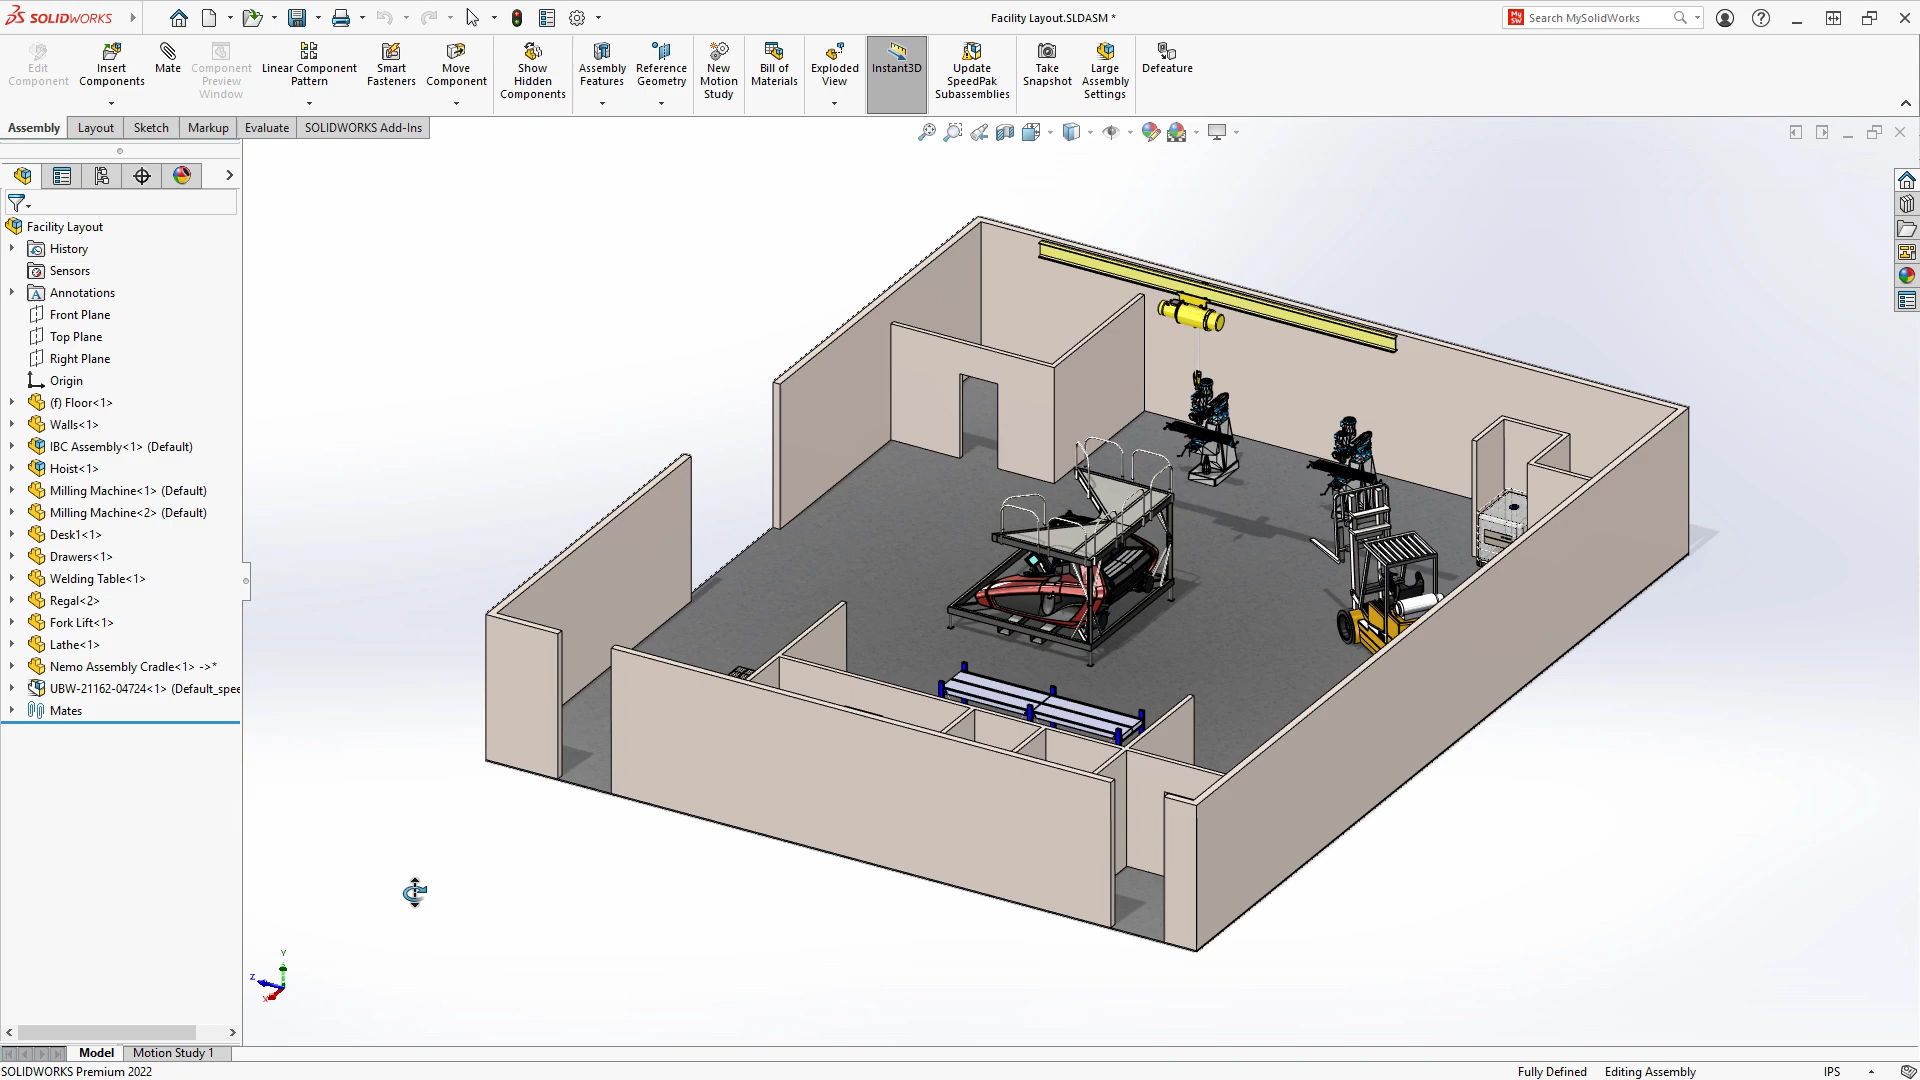 SOLIDWORKS
Facility Layout.SLDASM *
Search MySolidWorks
Edit Component
Insert Components
Mate
Component Preview Window
Linear Component Pattern
Smart Fasteners
Move Component
Show Hidden Components
Assembly Features
Reference Geometry
New Motion Study
Bill of Materials
Exploded View
Instant3D
Update SpeedPak Subassemblies
Take Snapshot
Large Assembly Settings
Defeature
Assembly
Layout
Sketch
Markup
Evaluate
SOLIDWORKS Add-Ins
Facility Layout
History
Sensors
Annotations
Front Plane
Top Plane
Right Plane
Origin
(f) Floor<1>
Walls<1>
IBC Assembly<1> (Default)
Hoist<1>
Milling Machine<1> (Default)
Milling Machine<2> (Default)
Desk1<1>
Drawers<1>
Welding Table<1>
Regal<2>
Fork Lift<1>
Lathe<1>
Nemo Assembly Cradle<1> ->*
UBW-21162-04724<1> (Default_spee
Mates
Y
Z
X
Model
Motion Study 1
SOLIDWORKS Premium 2022
Fully Defined
Editing Assembly
IPS